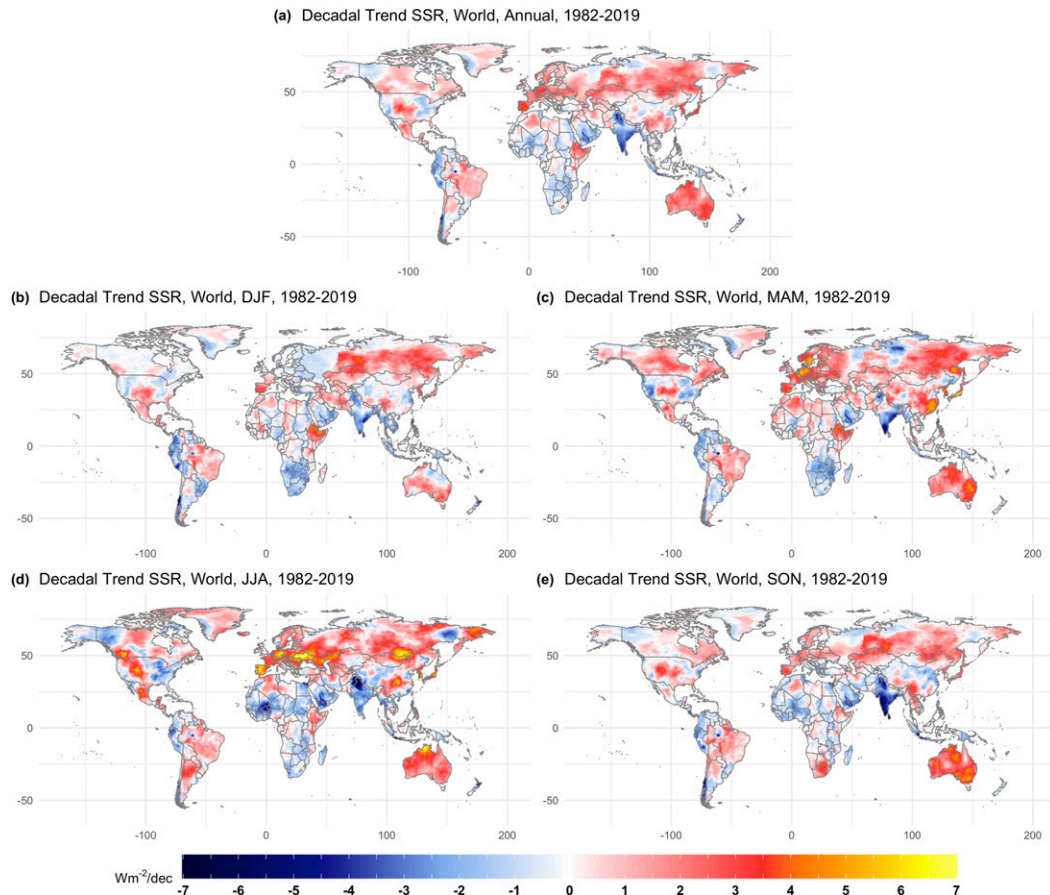 (a) Decadal Trend SSR, World, Annual, 1982-2019
50
0
-50
-100 0 100 200
(b) Decadal Trend SSR, World, DJF, 1982-2019
50
0
-50
-100 0 100 200
(c) Decadal Trend SSR, World, MAM, 1982-2019
50
0
-50
-100 0 100 200
(d) Decadal Trend SSR, World, JJA, 1982-2019
50
0
-50
-100 0 100 200
(e) Decadal Trend SSR, World, SON, 1982-2019
50
0
-50
-100 0 100 200
Wm⁻²/dec
-7 -6 -5 -4 -3 -2 -1 0 1 2 3 4 5 6 7